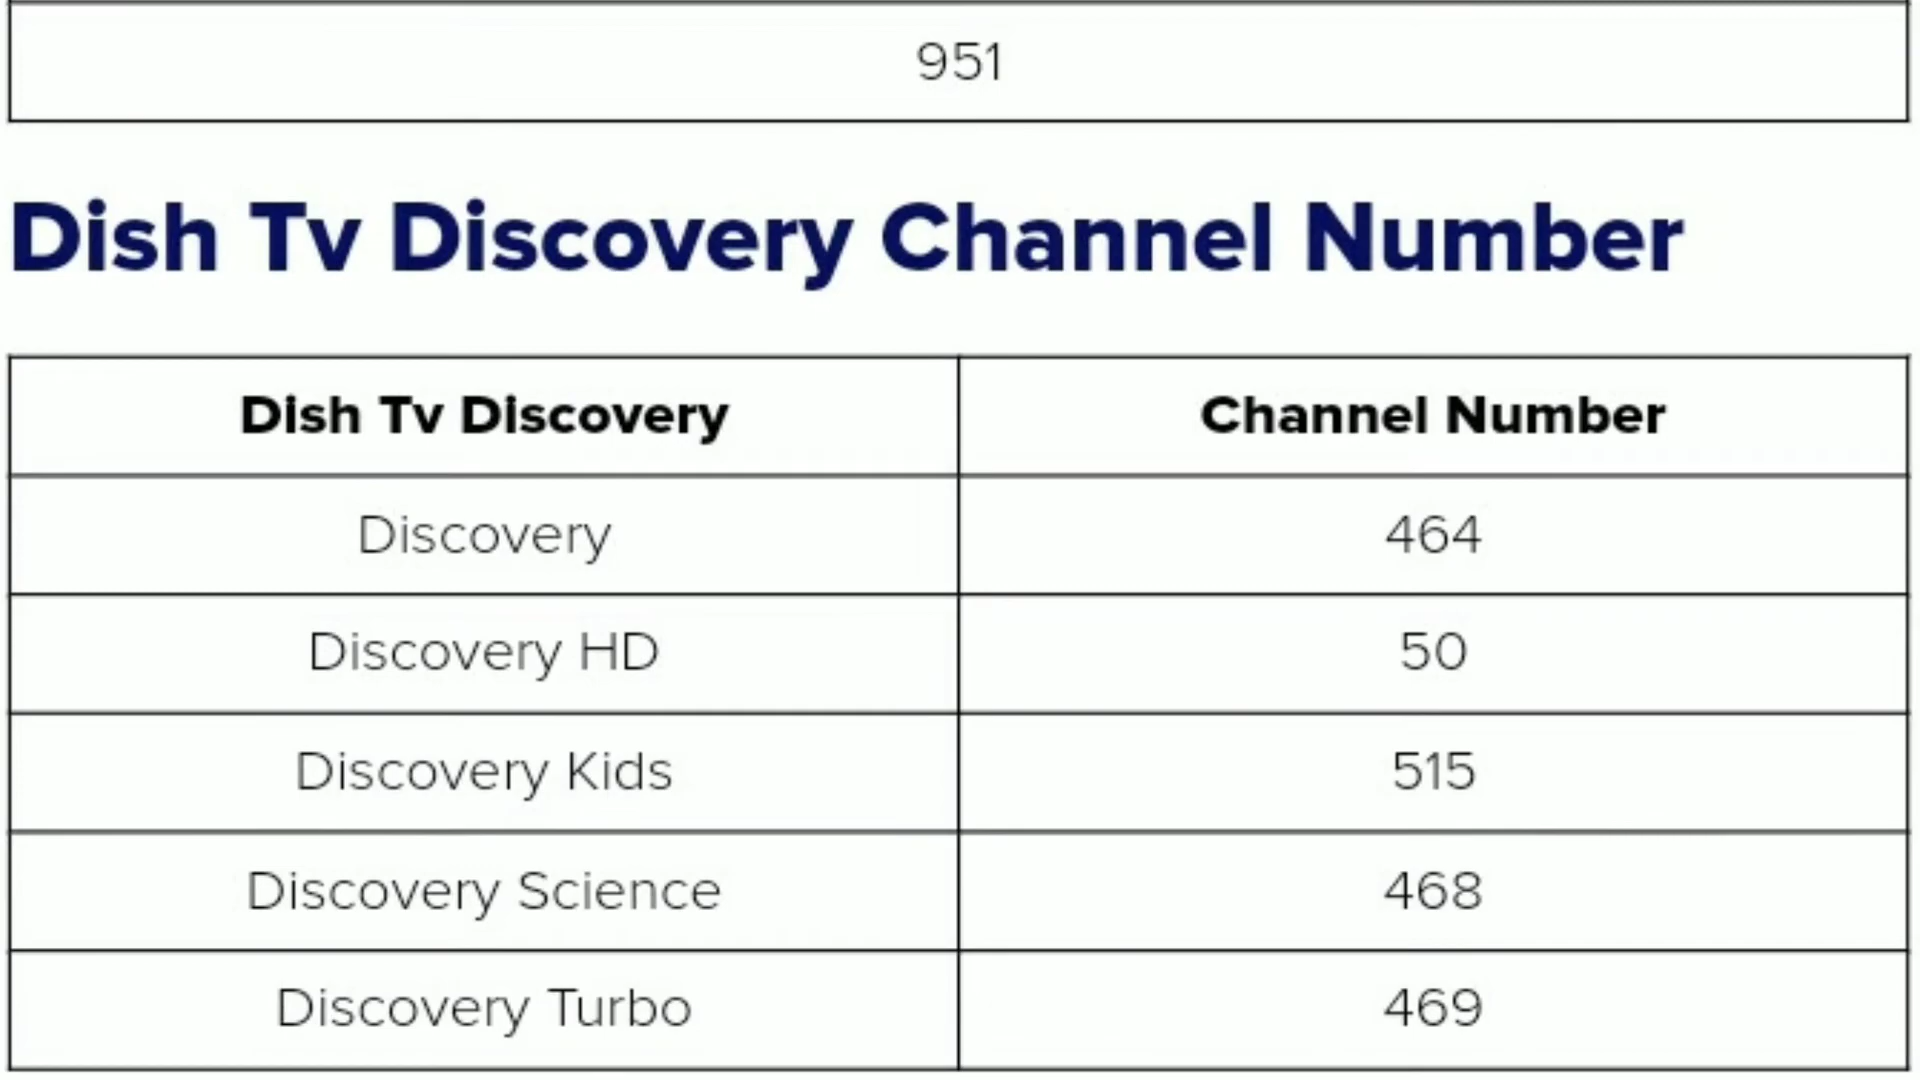 951
Dish Tv Discovery Channel Number
Dish Tv Discovery Channel Number
Discovery 464
Discovery HD 50
Discovery Kids 515
Discovery Science 468
Discovery Turbo 469